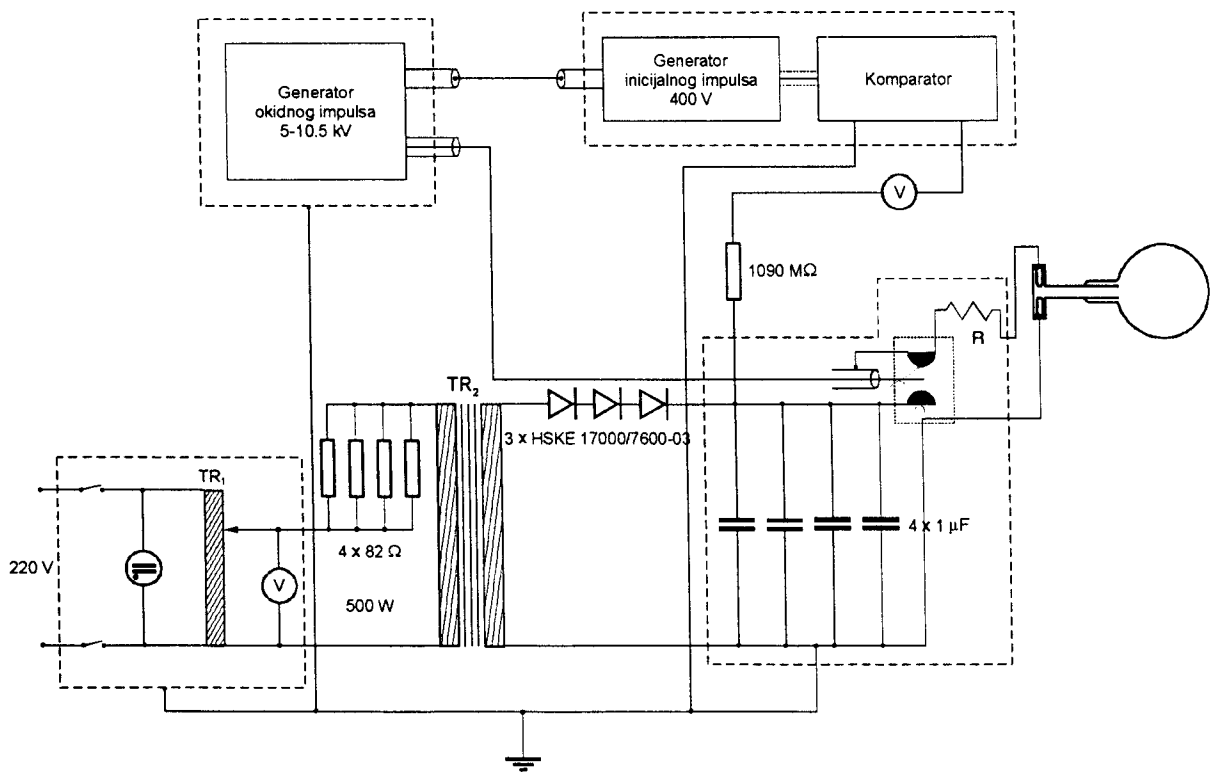 Generator
okidnog impulsa
5-10.5 kV
Generator
inicijalnog impulsa
400 V
Komparator
V
1090 MΩ
R
TR2
3 x HSKE 17000/7600-03
TR1
220 V
V
4 x 82 Ω
500 W
4 x 1 μF